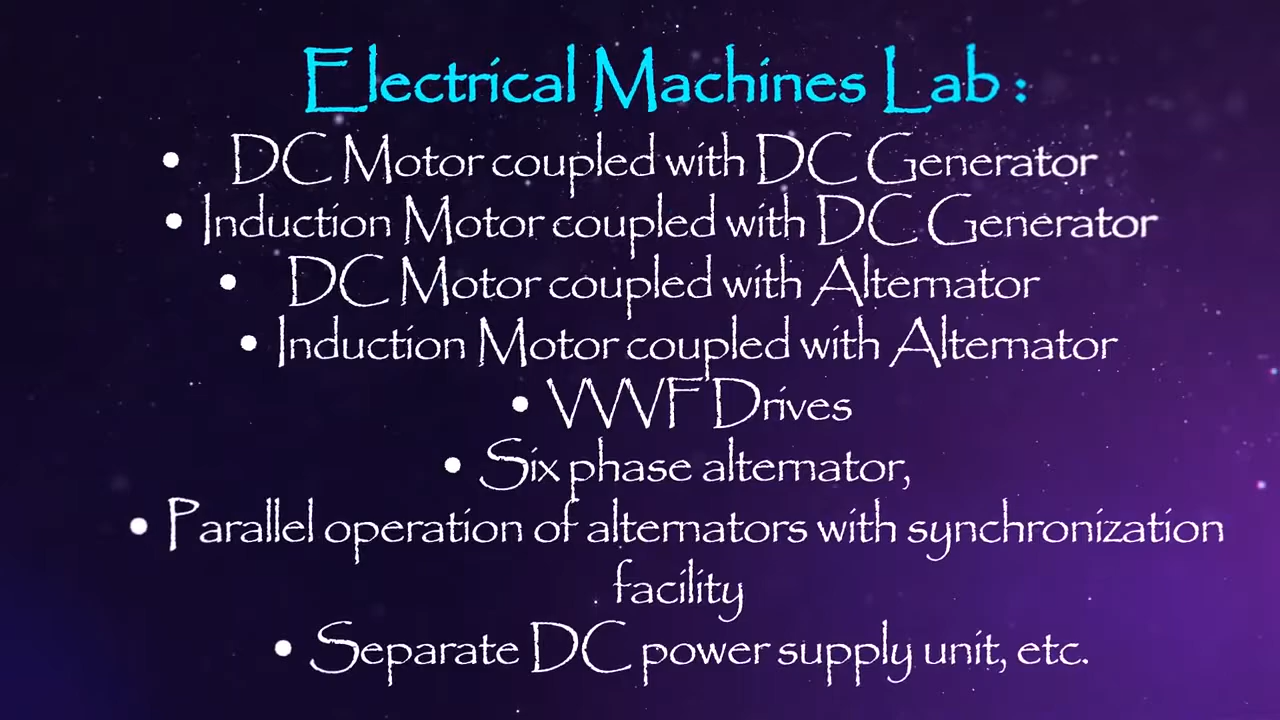 Electrical Machines Lab :
• DC Motor coupled with DC Generator
• Induction Motor coupled with DC Generator
• DC Motor coupled with Alternator
• Induction Motor coupled with Alternator
• VVVF Drives
• Six phase alternator,
• Parallel operation of alternators with synchronization
facility
• Separate DC power supply unit, etc.